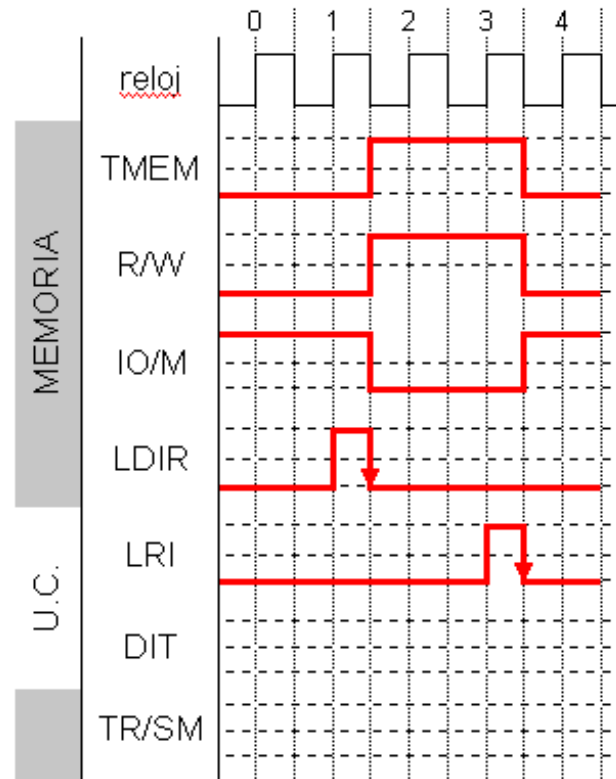 0 1 2 3 4
reloj
TMEM
R/W
IO/M
LDIR
LRI
DIT
TR/SM
MEMORIA
U.C.